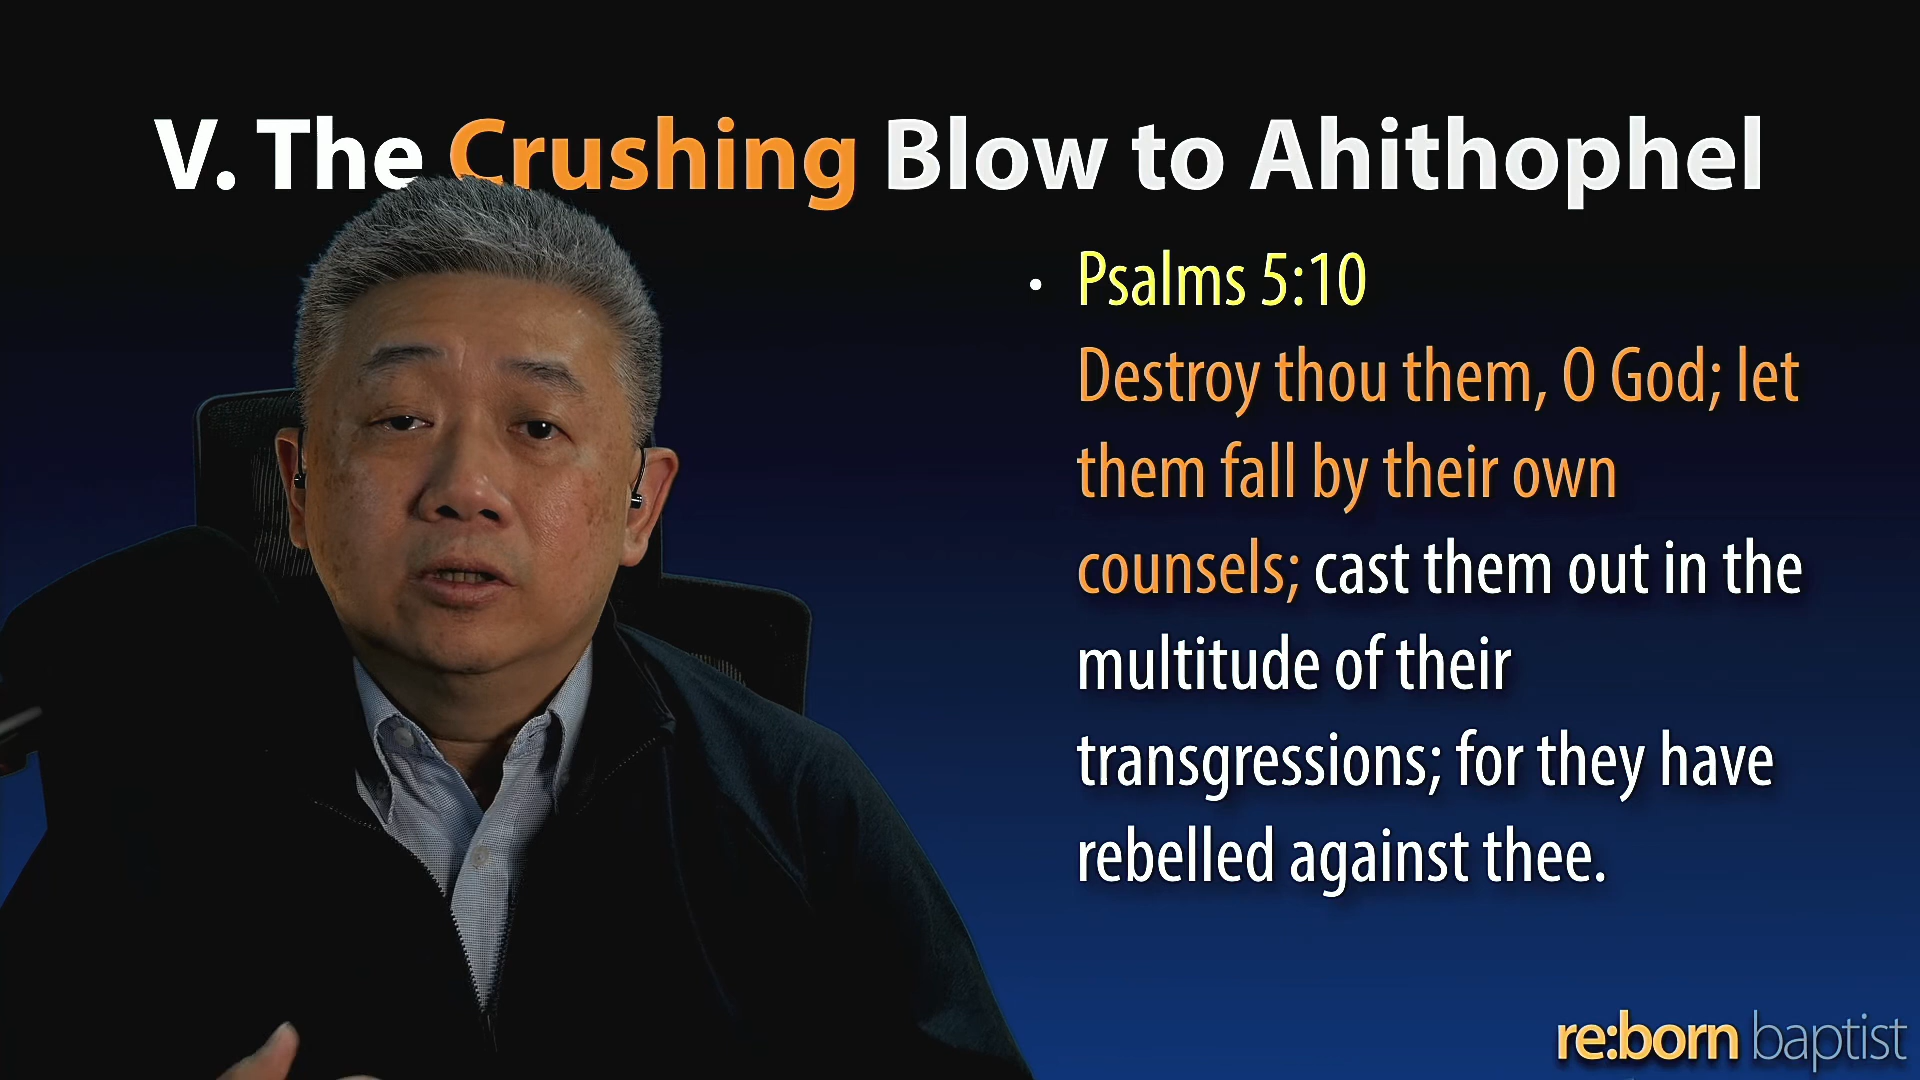 V. The Crushing Blow to Ahithophel
• Psalms 5:10
Destroy thou them, O God; let
them fall by their own
counsels; cast them out in the
multitude of their
transgressions; for they have
rebelled against thee.
re:born baptist